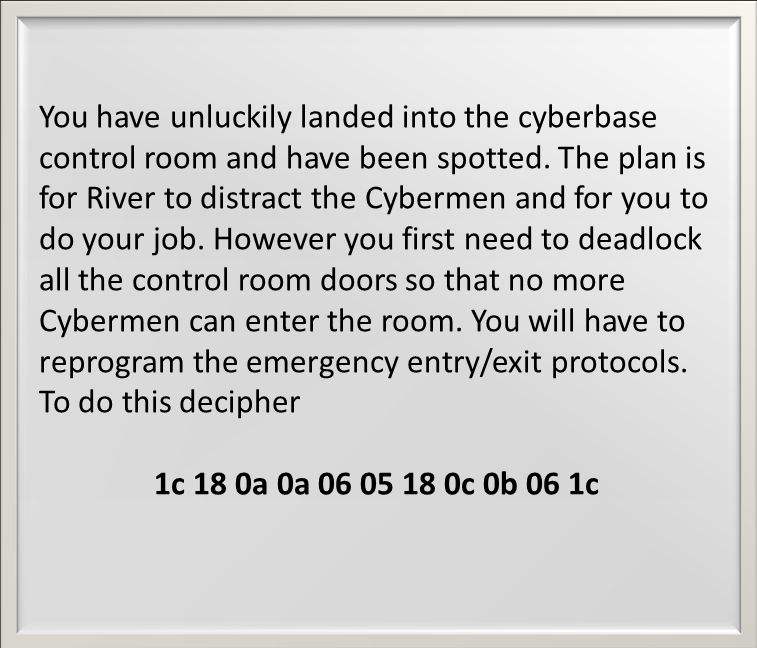 You have unluckily landed into the cyberbase
control room and have been spotted. The plan is
for River to distract the Cybermen and for you to
do your job. However you first need to deadlock
all the control room doors so that no more
Cybermen can enter the room. You will have to
reprogram the emergency entry/exit protocols.
To do this decipher
1c 18 0a 0a 06 05 18 0c 0b 06 1c